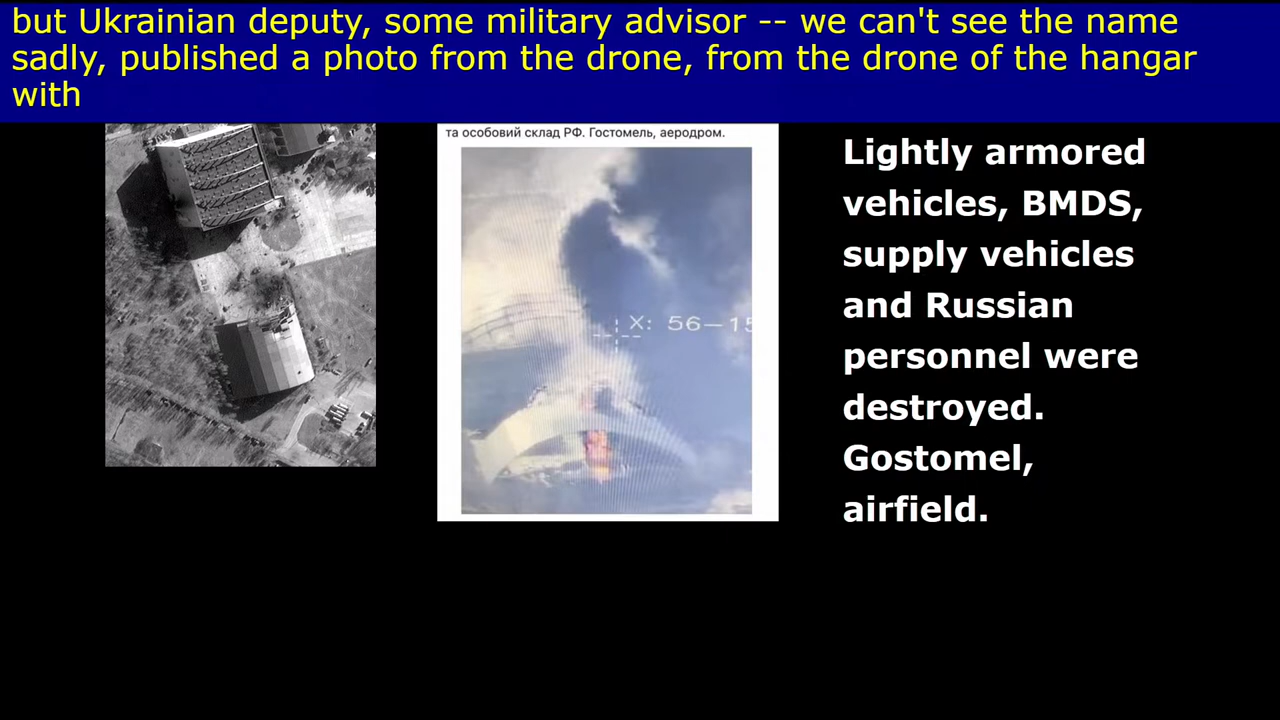 but Ukrainian deputy, some military advisor -- we can't see the name
sadly, published a photo from the drone, from the drone of the hangar
with
та особовий склад РФ. Гостомель, аеродром.
X: 56—15
Lightly armored
vehicles, BMDS,
supply vehicles
and Russian
personnel were
destroyed.
Gostomel,
airfield.